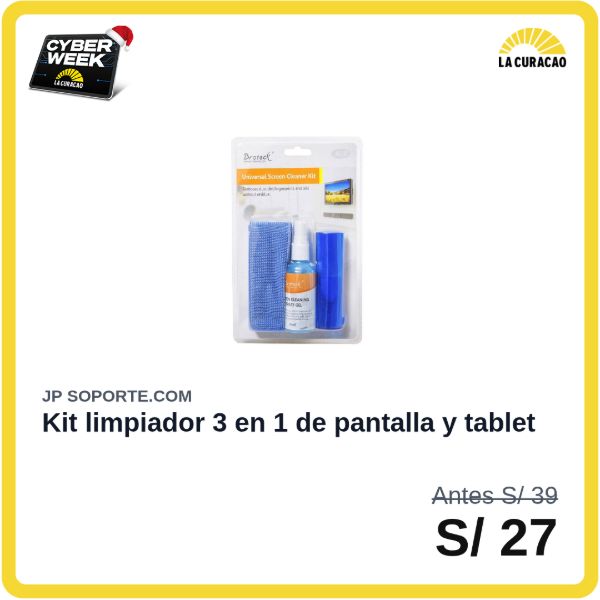 CYBER
WEEK
LA CURACAO
LA CURACAO
Universal Screen Cleaner Kit
JP SOPORTE.COM
Kit limpiador 3 en 1 de pantalla y tablet
Antes S/ 39
S/ 27